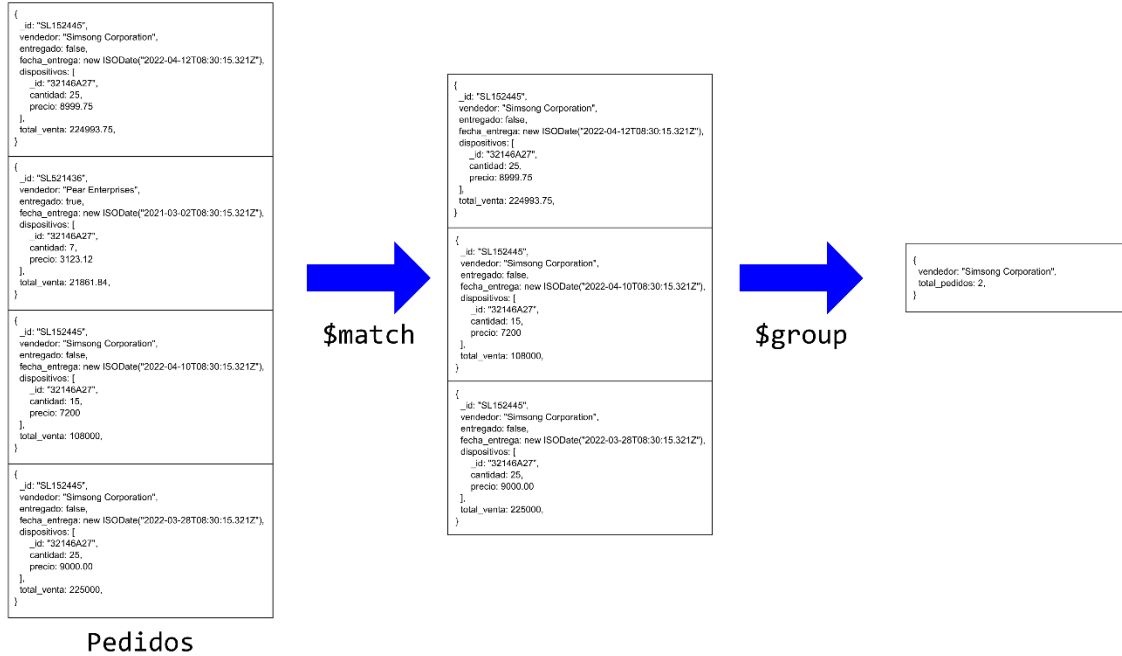 {
_id: "SL152445",
vendedor: "Simsong Corporation",
entregado: false,
fecha_entrega: new ISODate("2022-04-12T08:30:15.321Z"),
dispositivos: [
_id: "32146A27",
cantidad: 25,
precio: 8999.75
],
total_venta: 224993.75,
}
{
_id: "SL521436",
vendedor: "Pear Enterprises",
entregado: true,
fecha_entrega: new ISODate("2021-03-02T08:30:15.321Z"),
dispositivos: [
_id: "32146A27",
cantidad: 7,
precio: 3123.12
],
total_venta: 21861.84,
}
{
_id: "SL152445",
vendedor: "Simsong Corporation",
entregado: false,
fecha_entrega: new ISODate("2022-04-10T08:30:15.321Z"),
dispositivos: [
_id: "32146A27",
cantidad: 15,
precio: 7200
],
total_venta: 108000,
}
{
_id: "SL152445",
vendedor: "Simsong Corporation",
entregado: false,
fecha_entrega: new ISODate("2022-03-28T08:30:15.321Z"),
dispositivos: [
_id: "32146A27",
cantidad: 25,
precio: 9000.00
],
total_venta: 225000,
}
Pedidos
$match
{
_id: "SL152445",
vendedor: "Simsong Corporation",
entregado: false,
fecha_entrega: new ISODate("2022-04-12T08:30:15.321Z"),
dispositivos: [
_id: "32146A27",
cantidad: 25,
precio: 8999.75
],
total_venta: 224993.75,
}
{
_id: "SL152445",
vendedor: "Simsong Corporation",
entregado: false,
fecha_entrega: new ISODate("2022-04-10T08:30:15.321Z"),
dispositivos: [
_id: "32146A27",
cantidad: 15,
precio: 7200
],
total_venta: 108000,
}
{
_id: "SL152445",
vendedor: "Simsong Corporation",
entregado: false,
fecha_entrega: new ISODate("2022-03-28T08:30:15.321Z"),
dispositivos: [
_id: "32146A27",
cantidad: 25,
precio: 9000.00
],
total_venta: 225000,
}
$group
{
vendedor: "Simsong Corporation",
total_pedidos: 2,
}